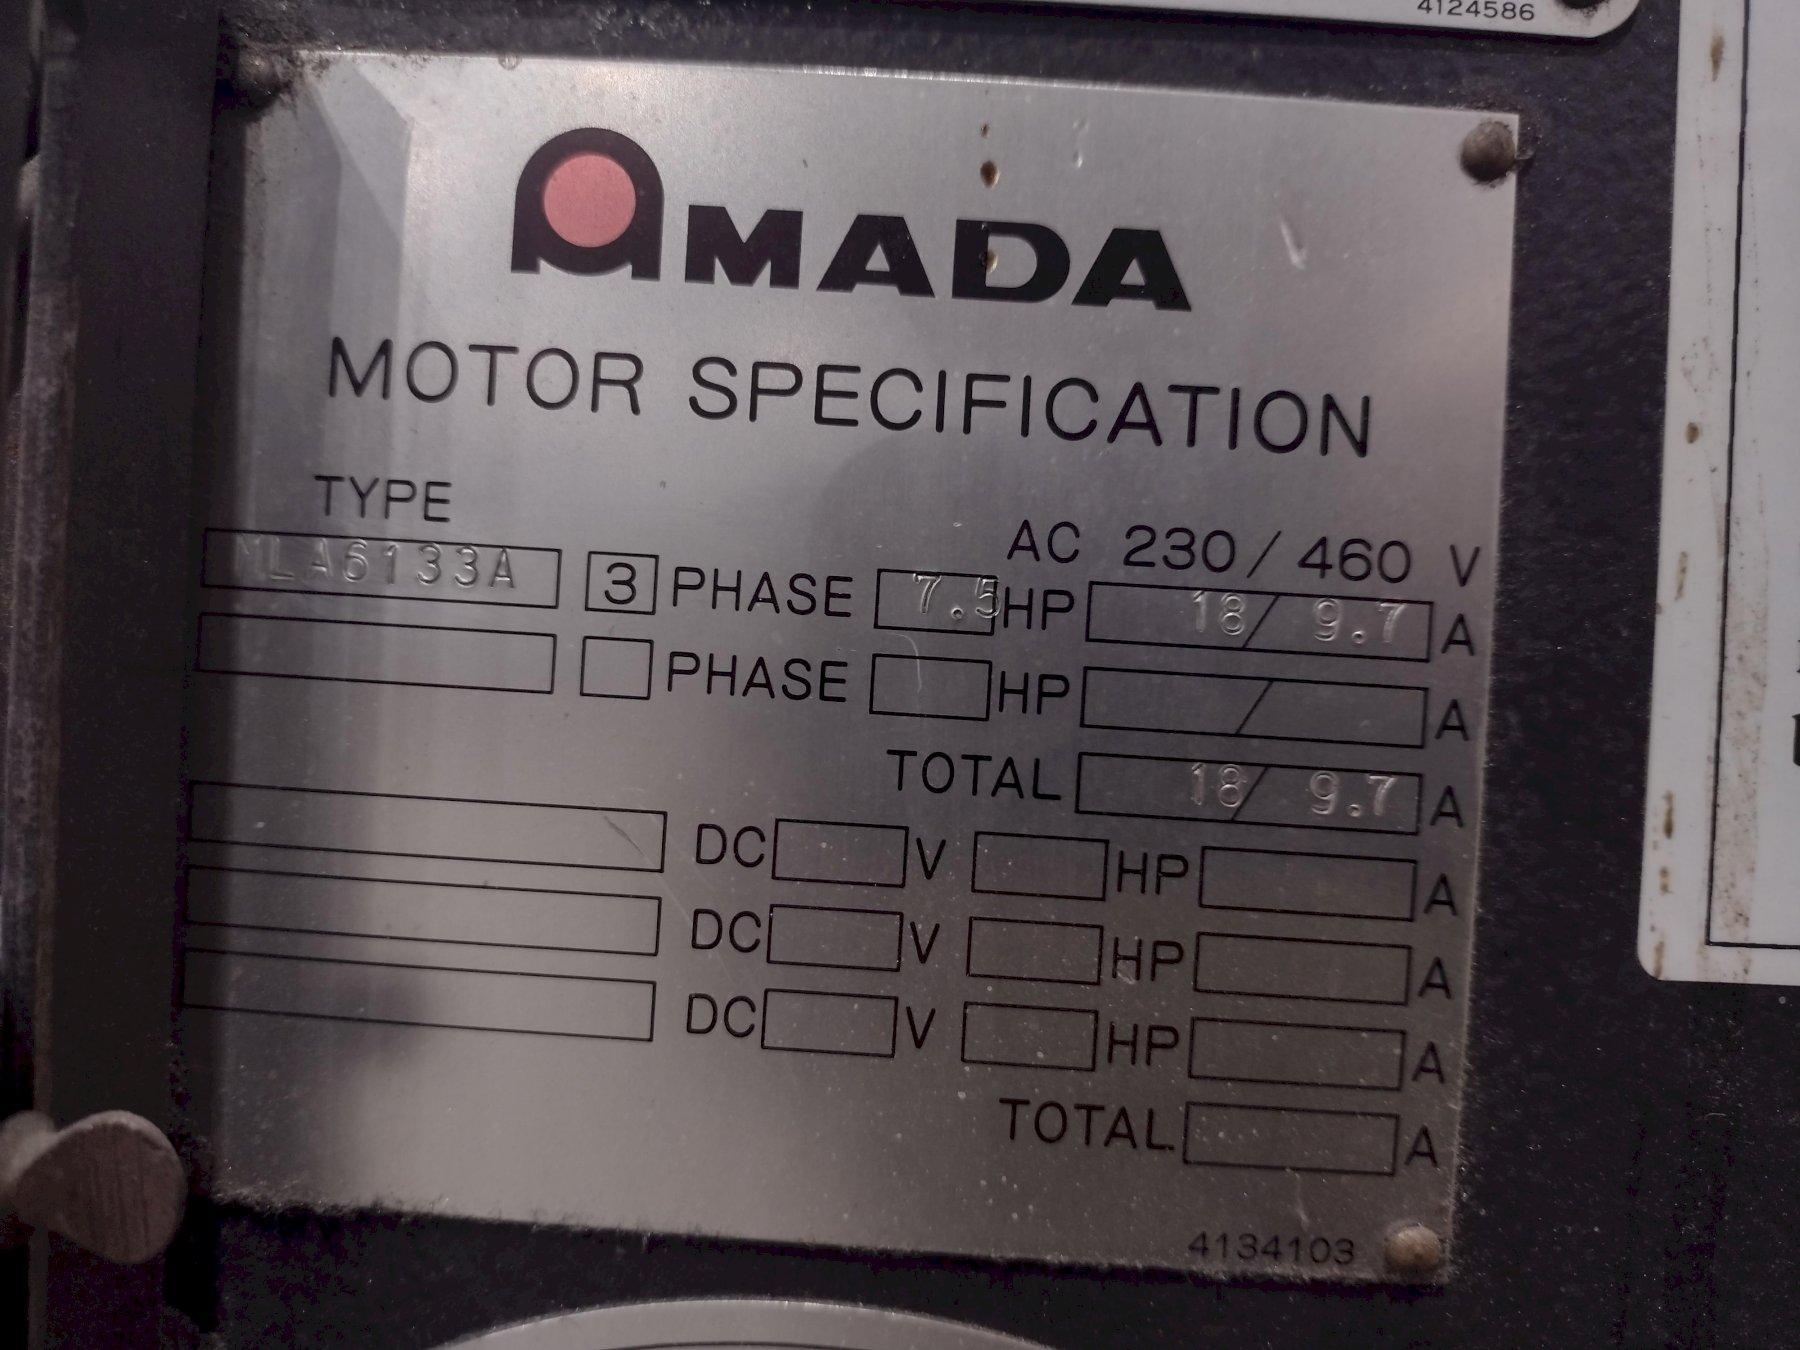 4124586
AMADA
MOTOR SPECIFICATION
TYPE
AC 230/460 V
MLA6133A 3 PHASE 7.5 HP 18/9.7 A
PHASE HP / A
TOTAL 18/9.7 A
DC V HP A
DC V HP A
DC V HP A
TOTAL A
4134103